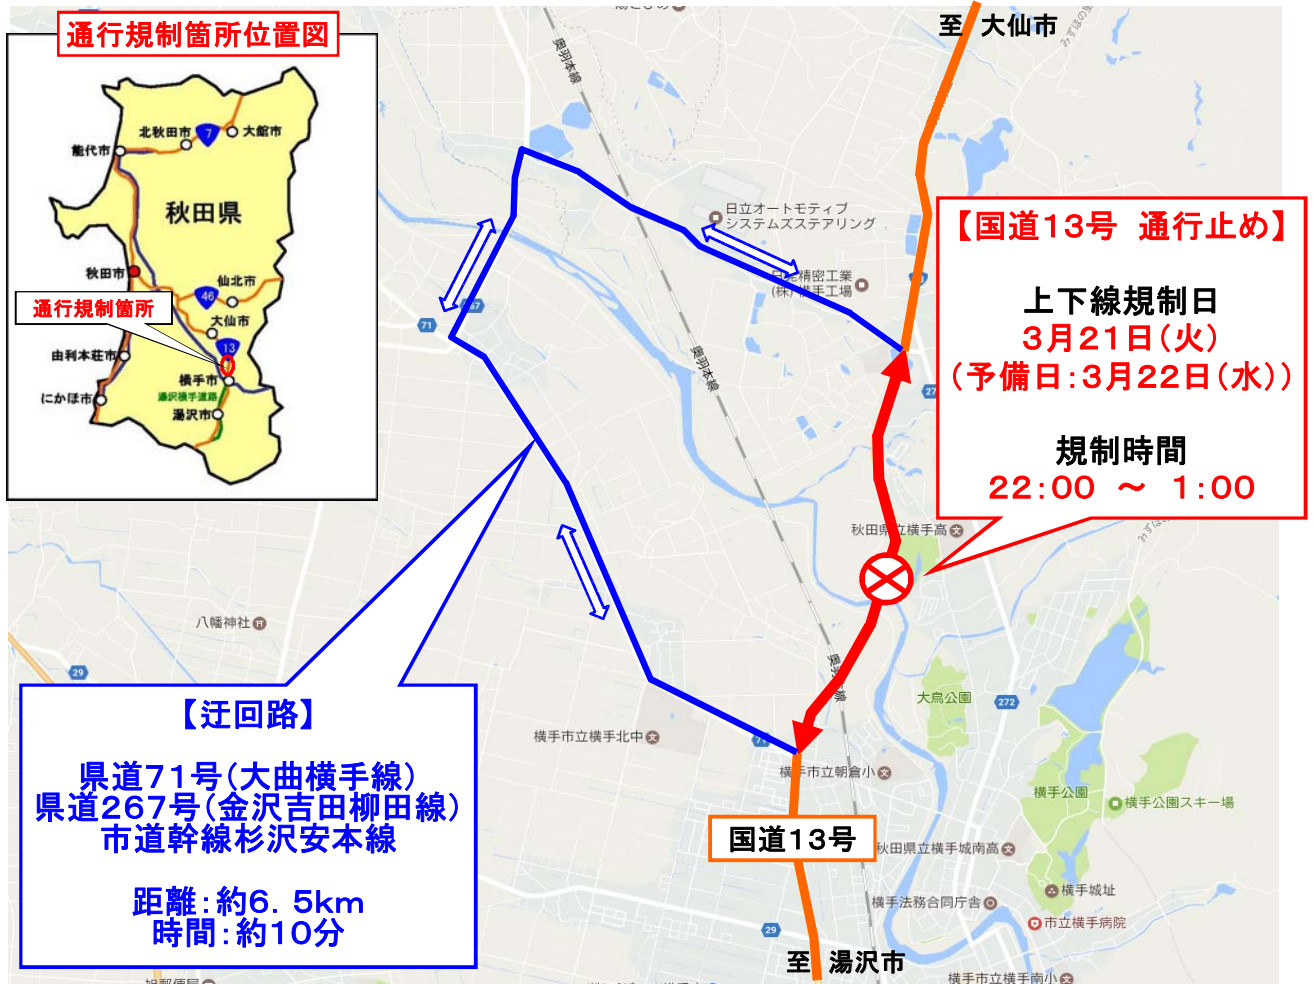 通行規制箇所位置図
北秋田市
7
大館市
能代市
秋田県
秋田市
仙北市
46
通行規制箇所
大仙市
13
由利本荘市
横手市
にかほ市
湯沢横手道路
湯沢市
至 大仙市
奥羽本線
日立オートモティブ
システムズステアリング
精密工業
(株)横手工場
71
奥羽本線
【国道13号 通行止め】
上下線規制日
3月21日(火)
(予備日:3月22日(水))
規制時間
22:00 ~ 1:00
秋田県立横手高
八幡神社
29
奥羽本線
大鳥公園
272
横手市立横手北中
71
横手市立朝倉小
横手公園
横手公園スキー場
【迂回路】
県道71号(大曲横手線)
県道267号(金沢吉田柳田線)
市道幹線杉沢安本線
距離:約6.5km
時間:約10分
国道13号
秋田県立横手城南高
横手城址
横手法務合同庁舎
市立横手病院
29
至 湯沢市
横手市立横手南小